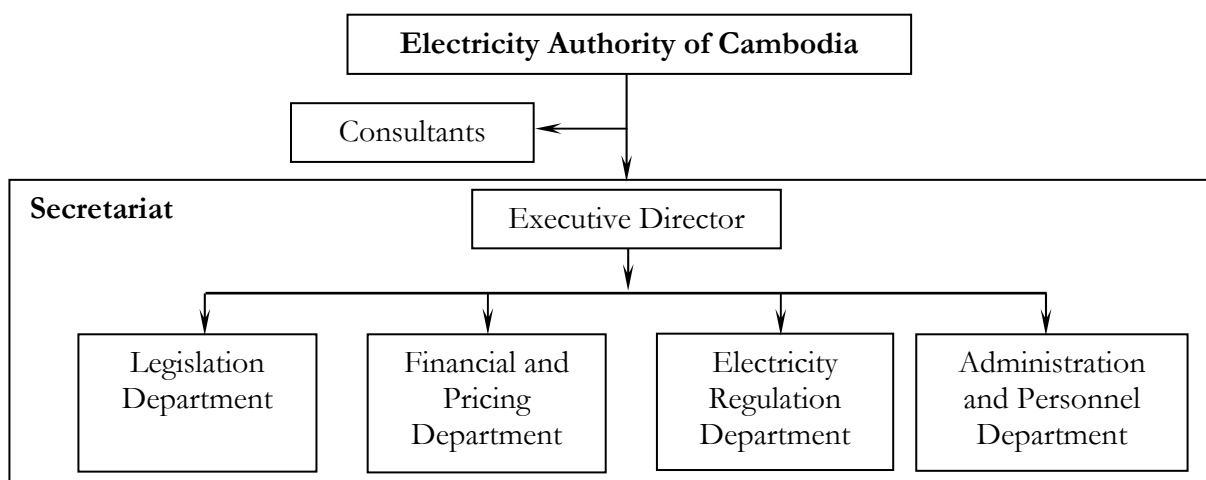 Electricity Authority of Cambodia
Consultants
Secretariat
Executive Director
Legislation
Department
Financial and
Pricing
Department
Electricity
Regulation
Department
Administration
and Personnel
Department